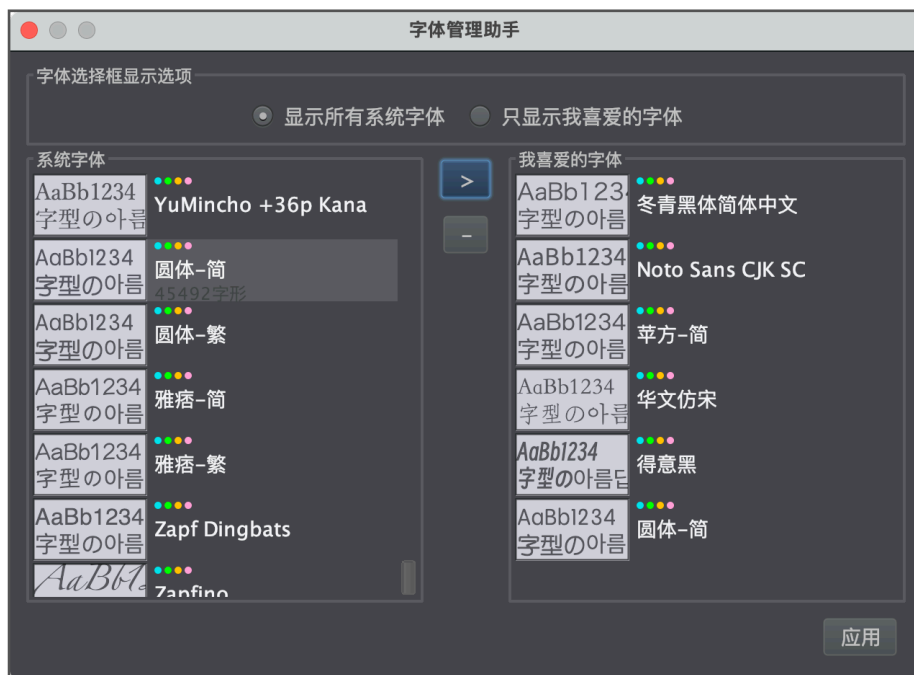 字体管理助手
字体选择框显示选项
显示所有系统字体
只显示我喜爱的字体
系统字体
AaBb1234
字型の아름
YuMincho +36p Kana
AaBb1234
字型の아름
圆体-简
45492字形
AaBb1234
字型の아름
圆体-繁
AaBb1234
字型の아름
雅痞-简
AaBb1234
字型の아름
雅痞-繁
AaBb1234
字型の아름
Zapf Dingbats
AaBb1
Zapfino
>
-
我喜爱的字体
AaBb123
字型の아름
冬青黑体简体中文
AaBb1234
字型の아름
Noto Sans CJK SC
AaBb1234
字型の아름
苹方-简
AaBb1234
字型の아름
华文仿宋
AaBb1234
字型の아름답
得意黑
AaBb1234
字型の아름
圆体-简
应用